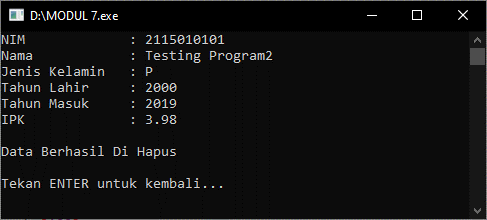 D:\MODUL 7.exe
NIM : 2115010101
Nama : Testing Program2
Jenis Kelamin : P
Tahun Lahir : 2000
Tahun Masuk : 2019
IPK : 3.98
Data Berhasil Di Hapus
Tekan ENTER untuk kembali...